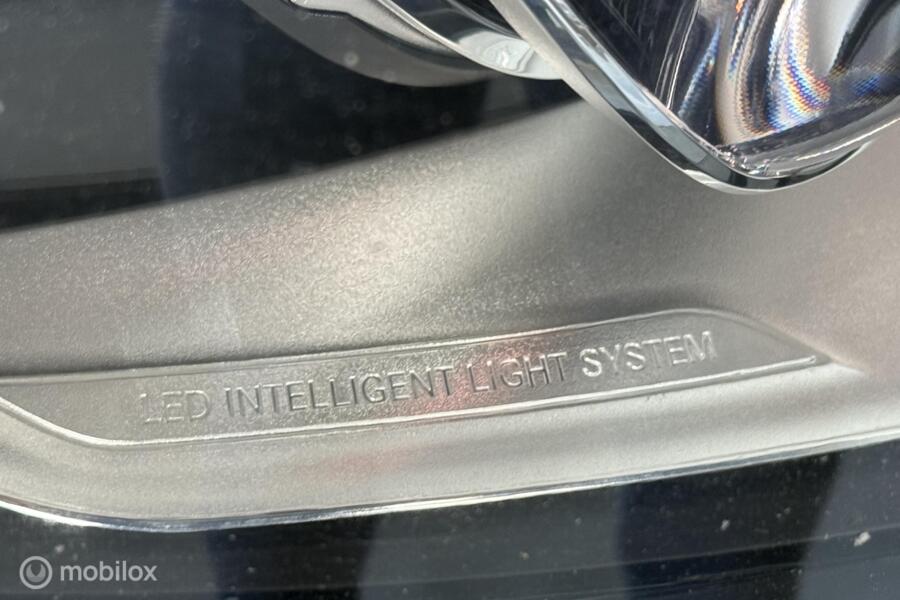 LED INTELLIGENT LIGHT SYSTEM
mobilox